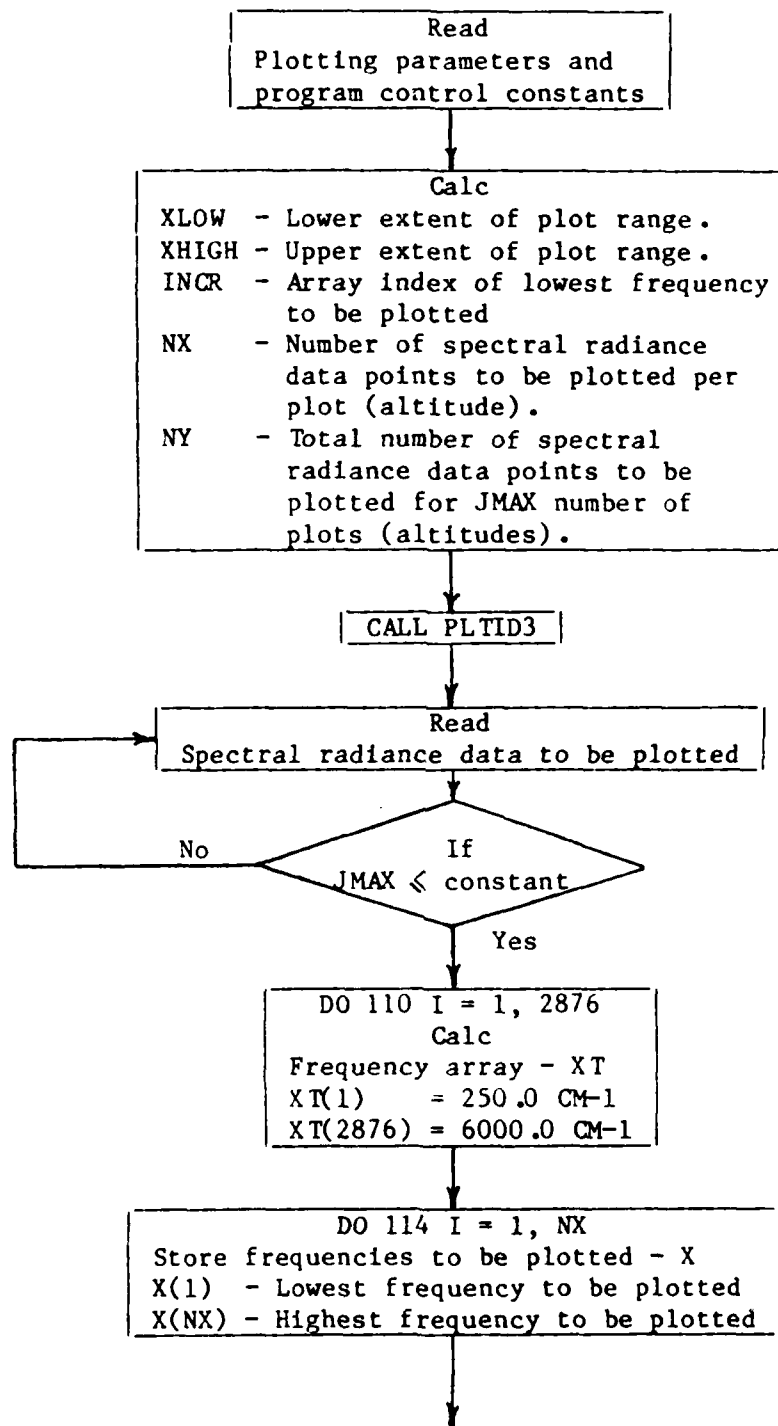 Read
Plotting parameters and
program control constants
Calc
XLOW - Lower extent of plot range.
XHIGH - Upper extent of plot range.
INCR - Array index of lowest frequency
to be plotted
NX - Number of spectral radiance
data points to be plotted per
plot (altitude).
NY - Total number of spectral
radiance data points to be
plotted for JMAX number of
plots (altitudes).
CALL PLTID3
Read
Spectral radiance data to be plotted
No
If
JMAX ⩽ constant
Yes
DO 110 I = 1, 2876
Calc
Frequency array - XT
XT(1) = 250.0 CM-1
XT(2876) = 6000.0 CM-1
DO 114 I = 1, NX
Store frequencies to be plotted - X
X(1) - Lowest frequency to be plotted
X(NX) - Highest frequency to be plotted